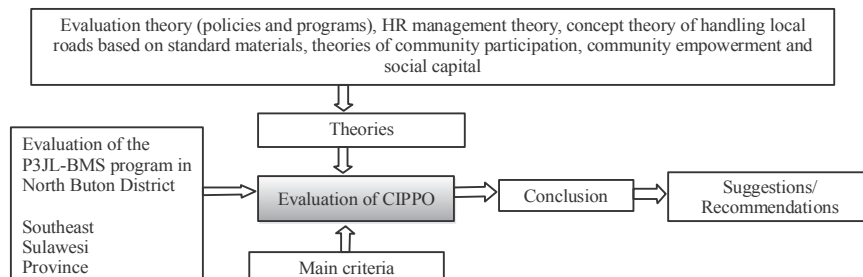 Evaluation theory (policies and programs), HR management theory, concept theory of handling local
roads based on standard materials, theories of community participation, community empowerment and
social capital
Theories
Evaluation of the
P3JL-BMS program in
North Buton District
Southeast
Sulawesi
Province
Evaluation of CIPPO
Conclusion
Suggestions/
Recommendations
Main criteria